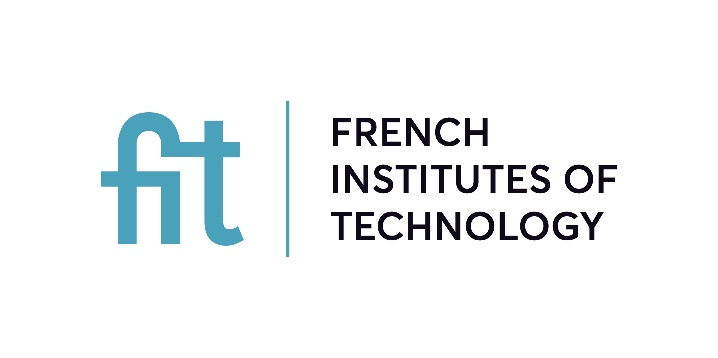 fit
FRENCH
INSTITUTES OF
TECHNOLOGY